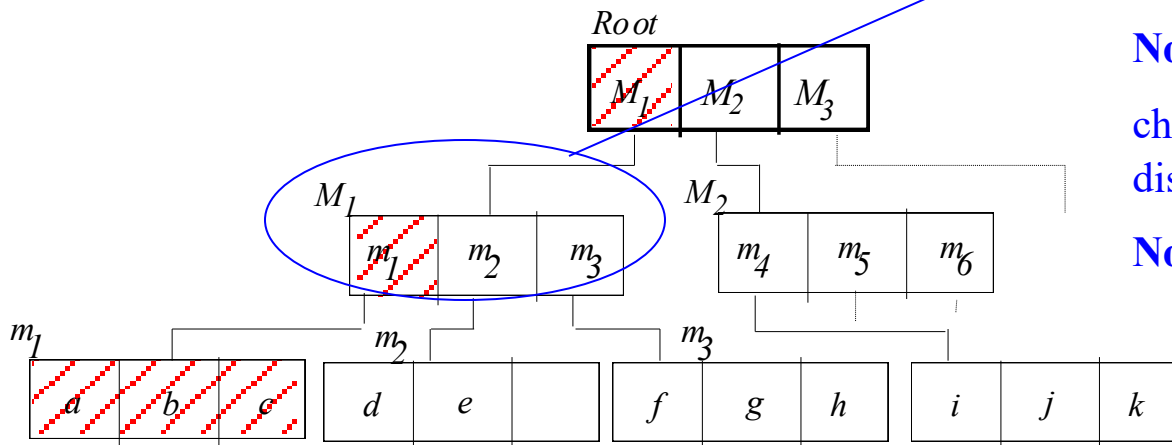 Root
No
M1 M2 M3
ch
dis
M1 M2
m1 m2 m3 m4 m5 m6
No
m1 m2 m3
a b c d e f g h i j k